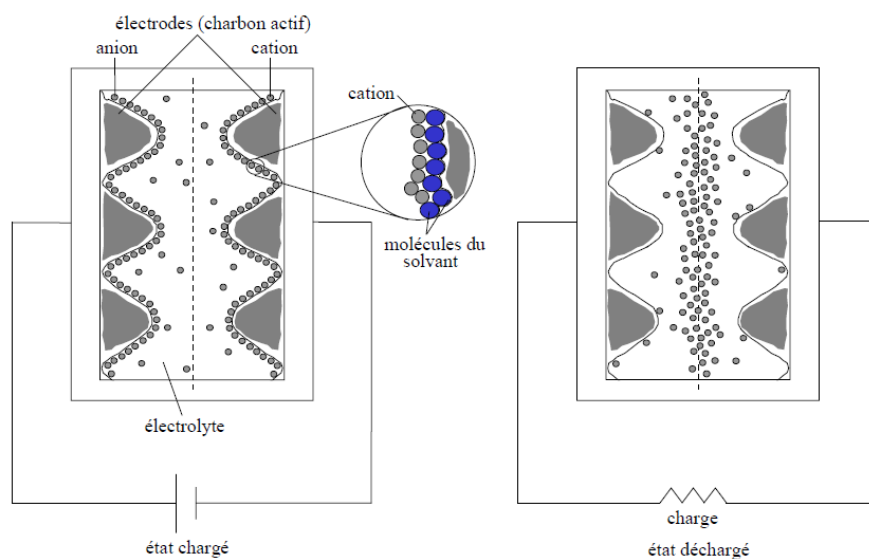 électrodes (charbon actif)
anion
cation
cation
molécules du
solvant
électrolyte
état chargé
charge
état déchargé